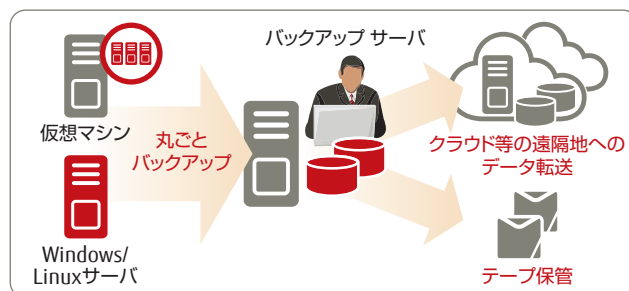 バックアップ サーバ
仮想マシン
丸ごと
バックアップ
Windows/
Linuxサーバ
クラウド等の遠隔地への
データ転送
テープ保管